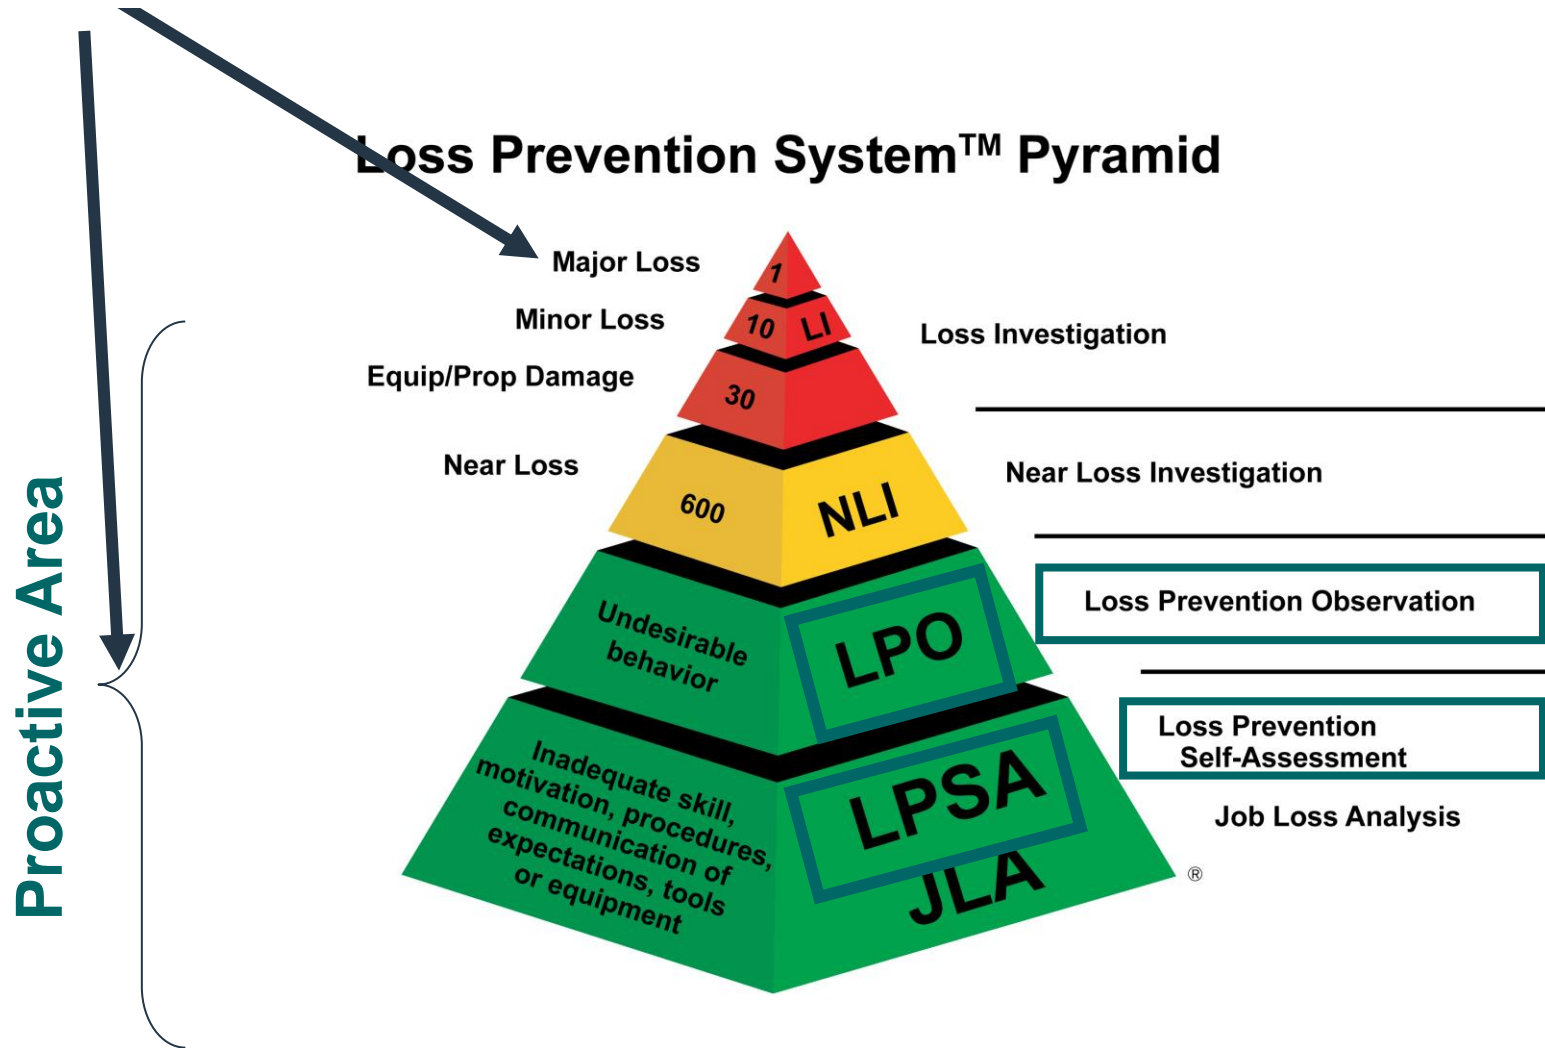 Loss Prevention System™ Pyramid
Major Loss
1
Minor Loss
10
LI
Loss Investigation
Equip/Prop Damage
30
Near Loss
600
NLI
Near Loss Investigation
Proactive Area
Undesirable
behavior
LPO
Loss Prevention Observation
Inadequate skill,
motivation, procedures,
communication of
expectations, tools
or equipment
LPSA
JLA
Loss Prevention
Self-Assessment
Job Loss Analysis
®